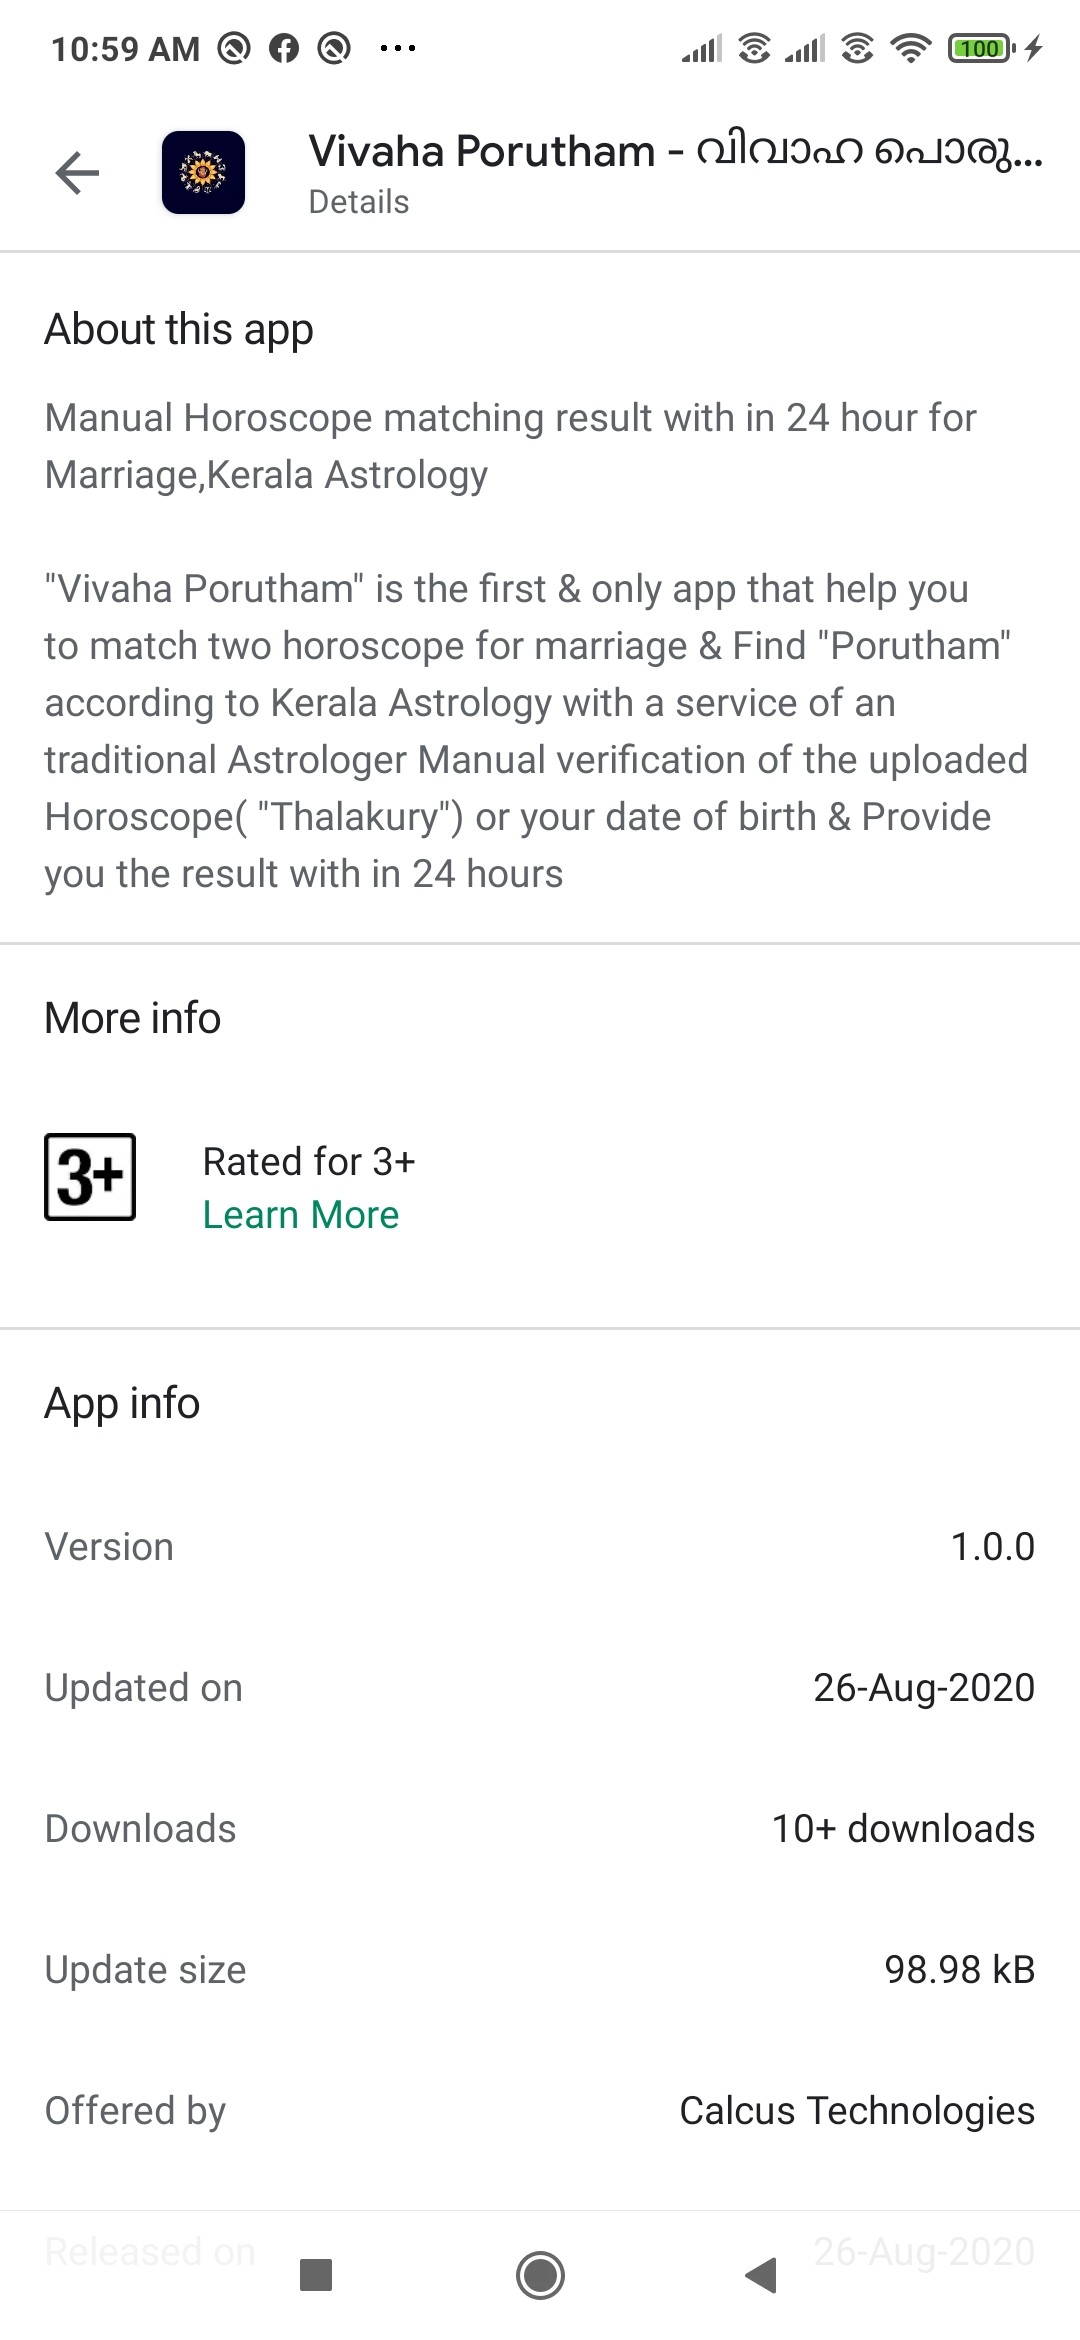 10:59 AM
100
Vivaha Porutham - വിവാഹ പൊരു...
Details
About this app
Manual Horoscope matching result with in 24 hour for
Marriage,Kerala Astrology
"Vivaha Porutham" is the first & only app that help you
to match two horoscope for marriage & Find "Porutham"
according to Kerala Astrology with a service of an
traditional Astrologer Manual verification of the uploaded
Horoscope( "Thalakury") or your date of birth & Provide
you the result with in 24 hours
More info
3+
Rated for 3+
Learn More
App info
Version 1.0.0
Updated on 26-Aug-2020
Downloads 10+ downloads
Update size 98.98 kB
Offered by Calcus Technologies
Released on 26-Aug-2020